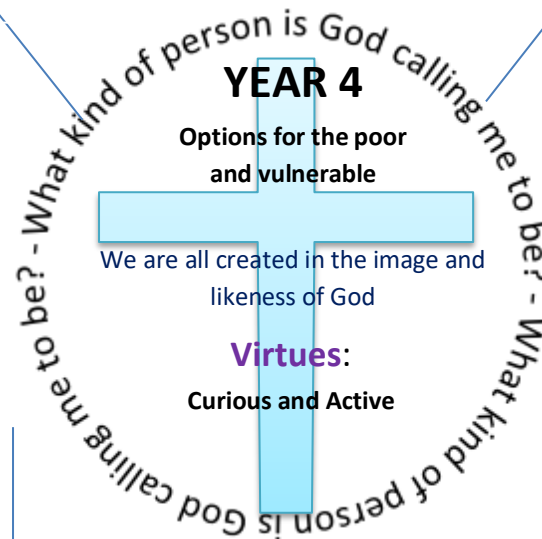 What kind of person is God calling me to be? - What kind of person is God calling me to be? -
YEAR 4
Options for the poor
and vulnerable
We are all created in the image and
likeness of God
Virtues:
Curious and Active